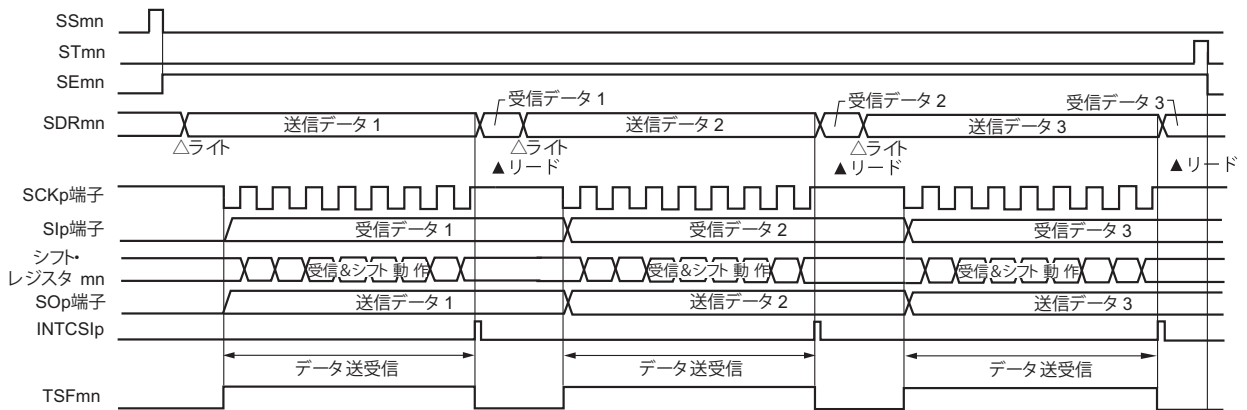 SSmn
STmn
SEmn
受信データ 1
受信データ 2
受信データ 3
SDRmn
送信データ 1
送信データ 2
送信データ 3
△ライト
△ライト
△ライト
▲リード
▲リード
▲リード
SCKp端子
SIp端子
受信データ 1
受信データ 2
受信データ 3
シフト・
レジスタ mn
受信&シフト動作
受信&シフト動作
受信&シフト動作
SOp端子
送信データ 1
送信データ 2
送信データ 3
INTCSIp
データ送受信
データ送受信
データ送受信
TSFmn